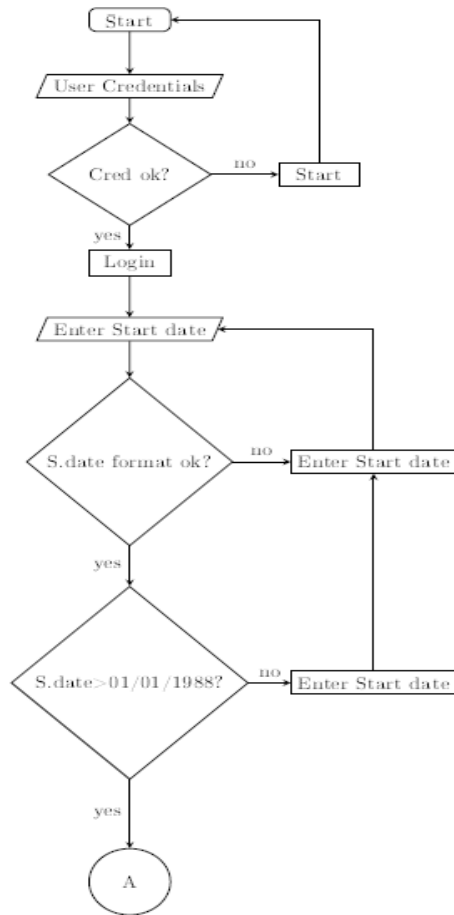 Start
User Credentials
Cred ok?
no
Start
yes
Login
Enter Start date
S.date format ok?
no
Enter Start date
yes
S.date>01/01/1988?
no
Enter Start date
yes
A